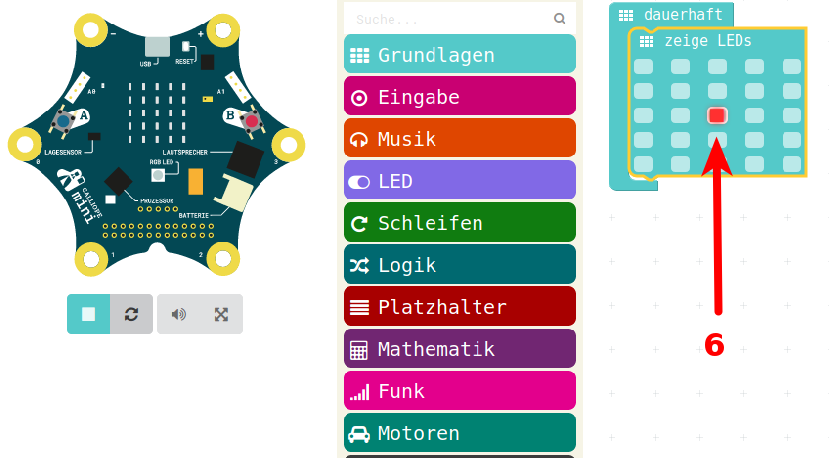 − +
USB
RESET
A0 A1
A B
LAGESENSOR
LAUTSPRECHER
RGB LED
0 3
PROZESSOR
CALLIOPE
mini
BATTERIE
1 2
Suche...
Grundlagen
Eingabe
Musik
LED
Schleifen
Logik
Platzhalter
Mathematik
Funk
Motoren
dauerhaft
zeige LEDs
6